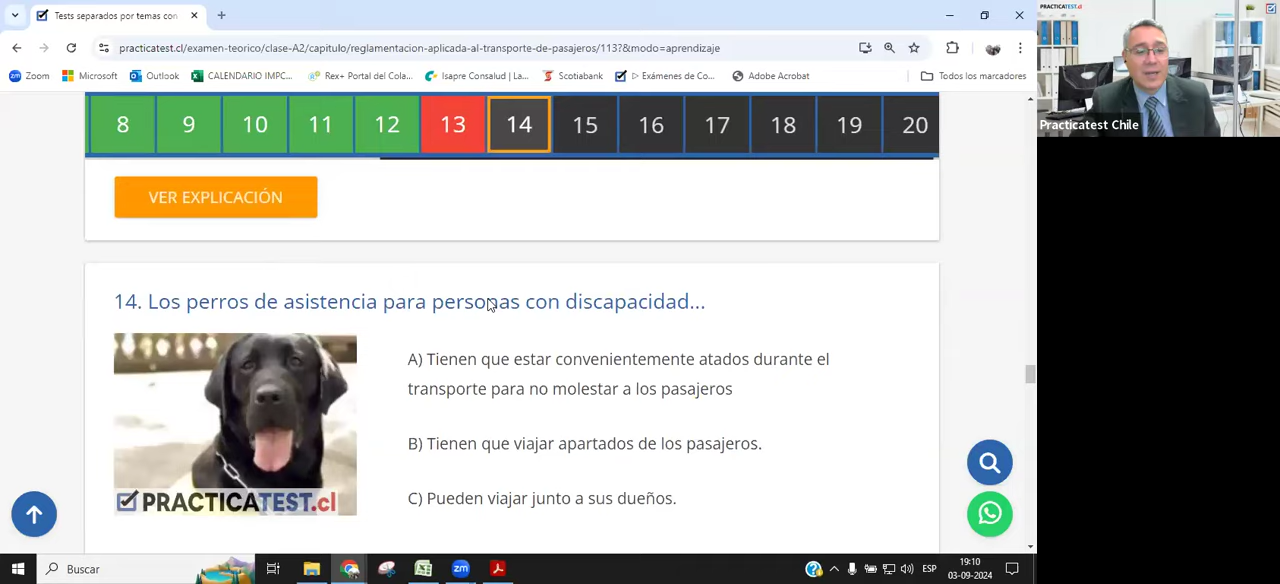 Tests separados por temas con
practicatest.cl/examen-teorico/clase-A2/capitulo/reglamentacion-aplicada-al-transporte-de-pasajeros/113?&modo=aprendizaje
Zoom
Microsoft
Outlook
CALENDARIO IMPC...
Rex+ Portal del Cola...
Isapre Consalud | La...
Scotiabank
▷ Exámenes de Co...
Adobe Acrobat
Todos los marcadores
PRACTICATEST.cl
Practicatest Chile
8 9 10 11 12 13 14 15 16 17 18 19 20
VER EXPLICACIÓN
14. Los perros de asistencia para personas con discapacidad...
A) Tienen que estar convenientemente atados durante el
transporte para no molestar a los pasajeros
B) Tienen que viajar apartados de los pasajeros.
C) Pueden viajar junto a sus dueños.
PRACTICATEST.cl
Buscar
ESP
19:10
03-09-2024